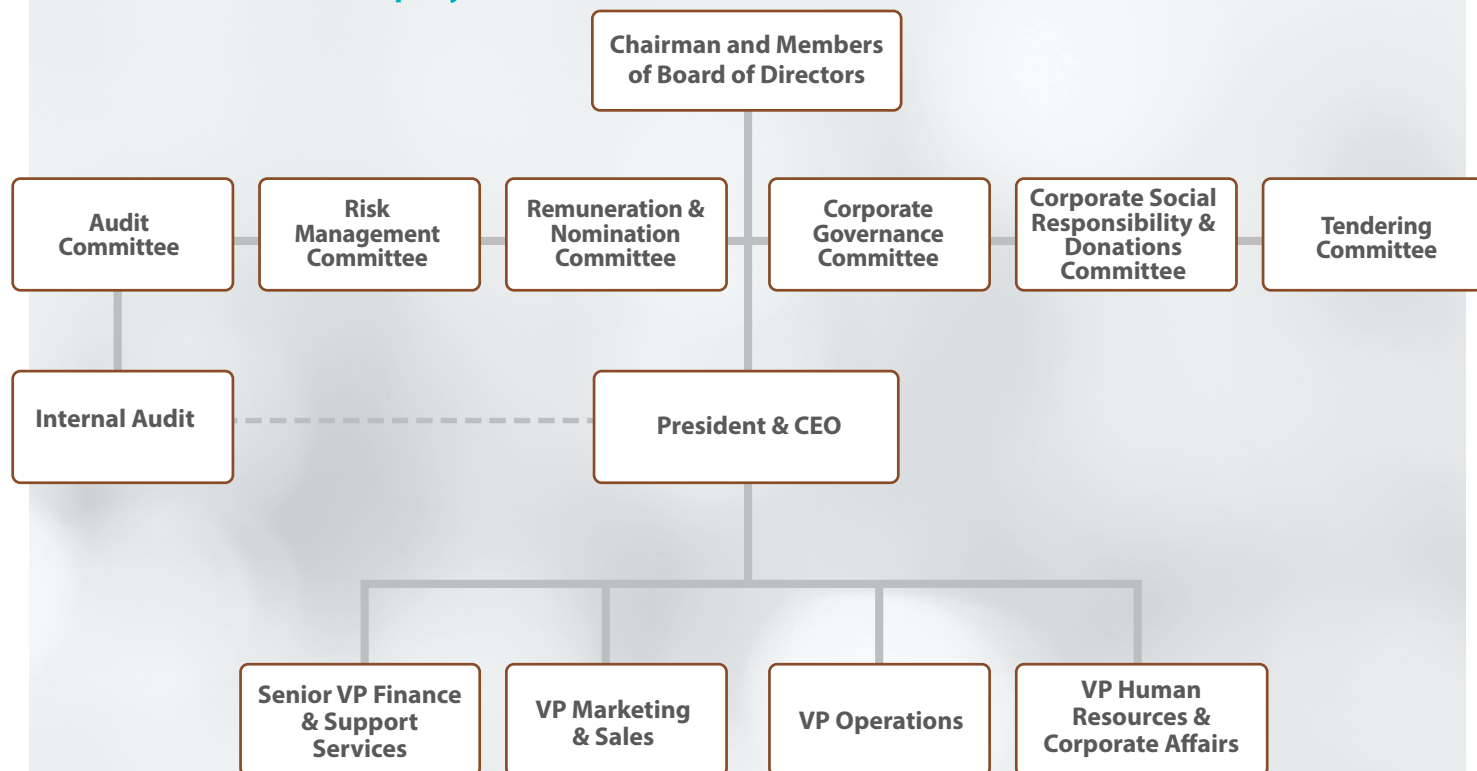 Chairman and Members
of Board of Directors
Audit
Committee
Risk
Management
Committee
Remuneration &
Nomination
Committee
Corporate
Governance
Committee
Corporate Social
Responsibility &
Donations
Committee
Tendering
Committee
Internal Audit
President & CEO
Senior VP Finance
& Support
Services
VP Marketing
& Sales
VP Operations
VP Human
Resources &
Corporate Affairs